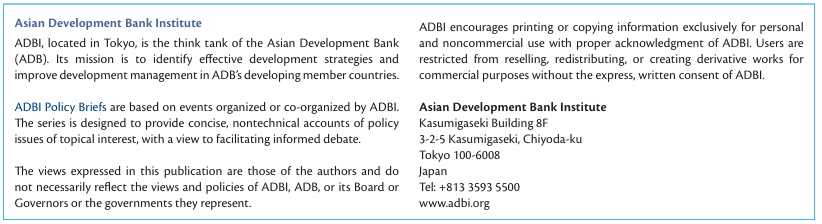 Asian Development Bank Institute
ADBI, located in Tokyo, is the think tank of the Asian Development Bank
(ADB). Its mission is to identify effective development strategies and
improve development management in ADB's developing member countries.
ADBI Policy Briefs are based on events organized or co-organized by ADBI.
The series is designed to provide concise, nontechnical accounts of policy
issues of topical interest, with a view to facilitating informed debate.
The views expressed in this publication are those of the authors and do
not necessarily reflect the views and policies of ADBI, ADB, or its Board or
Governors or the governments they represent.
ADBI encourages printing or copying information exclusively for personal
and noncommercial use with proper acknowledgment of ADBI. Users are
restricted from reselling, redistributing, or creating derivative works for
commercial purposes without the express, written consent of ADBI.
Asian Development Bank Institute
Kasumigaseki Building 8F
3-2-5 Kasumigaseki, Chiyoda-ku
Tokyo 100-6008
Japan
Tel: +813 3593 5500
www.adbi.org